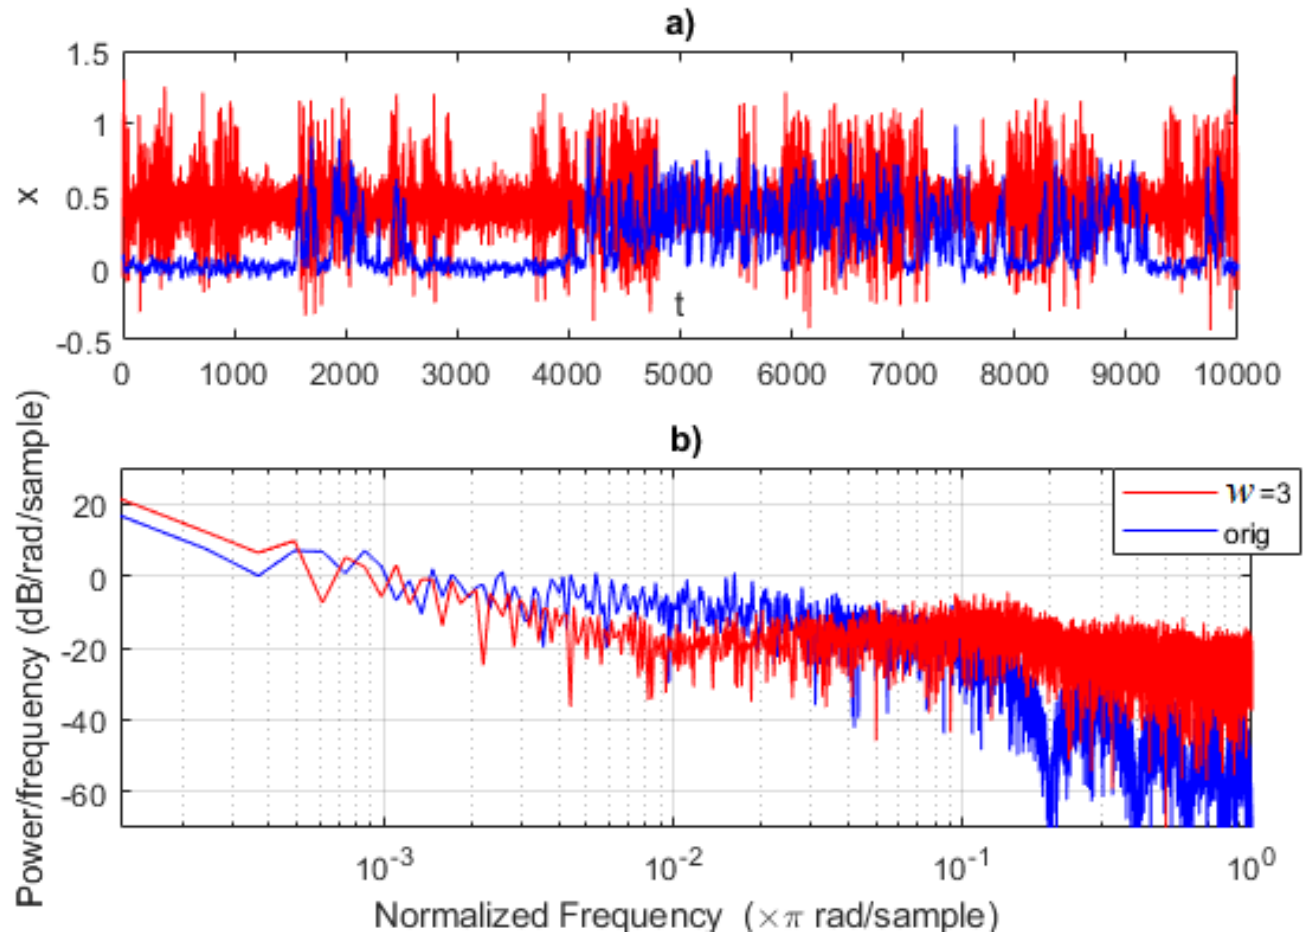 a)
1.5
1
0.5
0
-0.5
x
t
0 1000 2000 3000 4000 5000 6000 7000 8000 9000 10000
b)
20
0
-20
-40
-60
Power/frequency (dB/rad/sample)
w =3
orig
10^-3 10^-2 10^-1 10^0
Normalized Frequency (×π rad/sample)